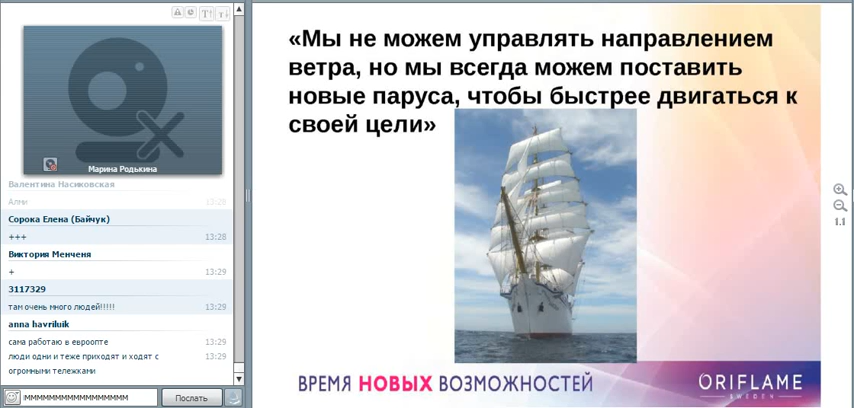 Марина Родькина
Валентина Насиковская
Алми 13:28
Сорока Елена (Байчук)
+++ 13:28
Виктория Менченя
+ 13:29
3117329
там очень много людей!!!!! 13:29
anna havriluik
сама работаю в евроопте 13:29
люди одни и теже приходят и ходят с 13:29
огромными тележками
Послать
«Мы не можем управлять направлением
ветра, но мы всегда можем поставить
новые паруса, чтобы быстрее двигаться к
своей цели»
ВРЕМЯ НОВЫХ ВОЗМОЖНОСТЕЙ
ORIFLAME
SWEDEN
1.1